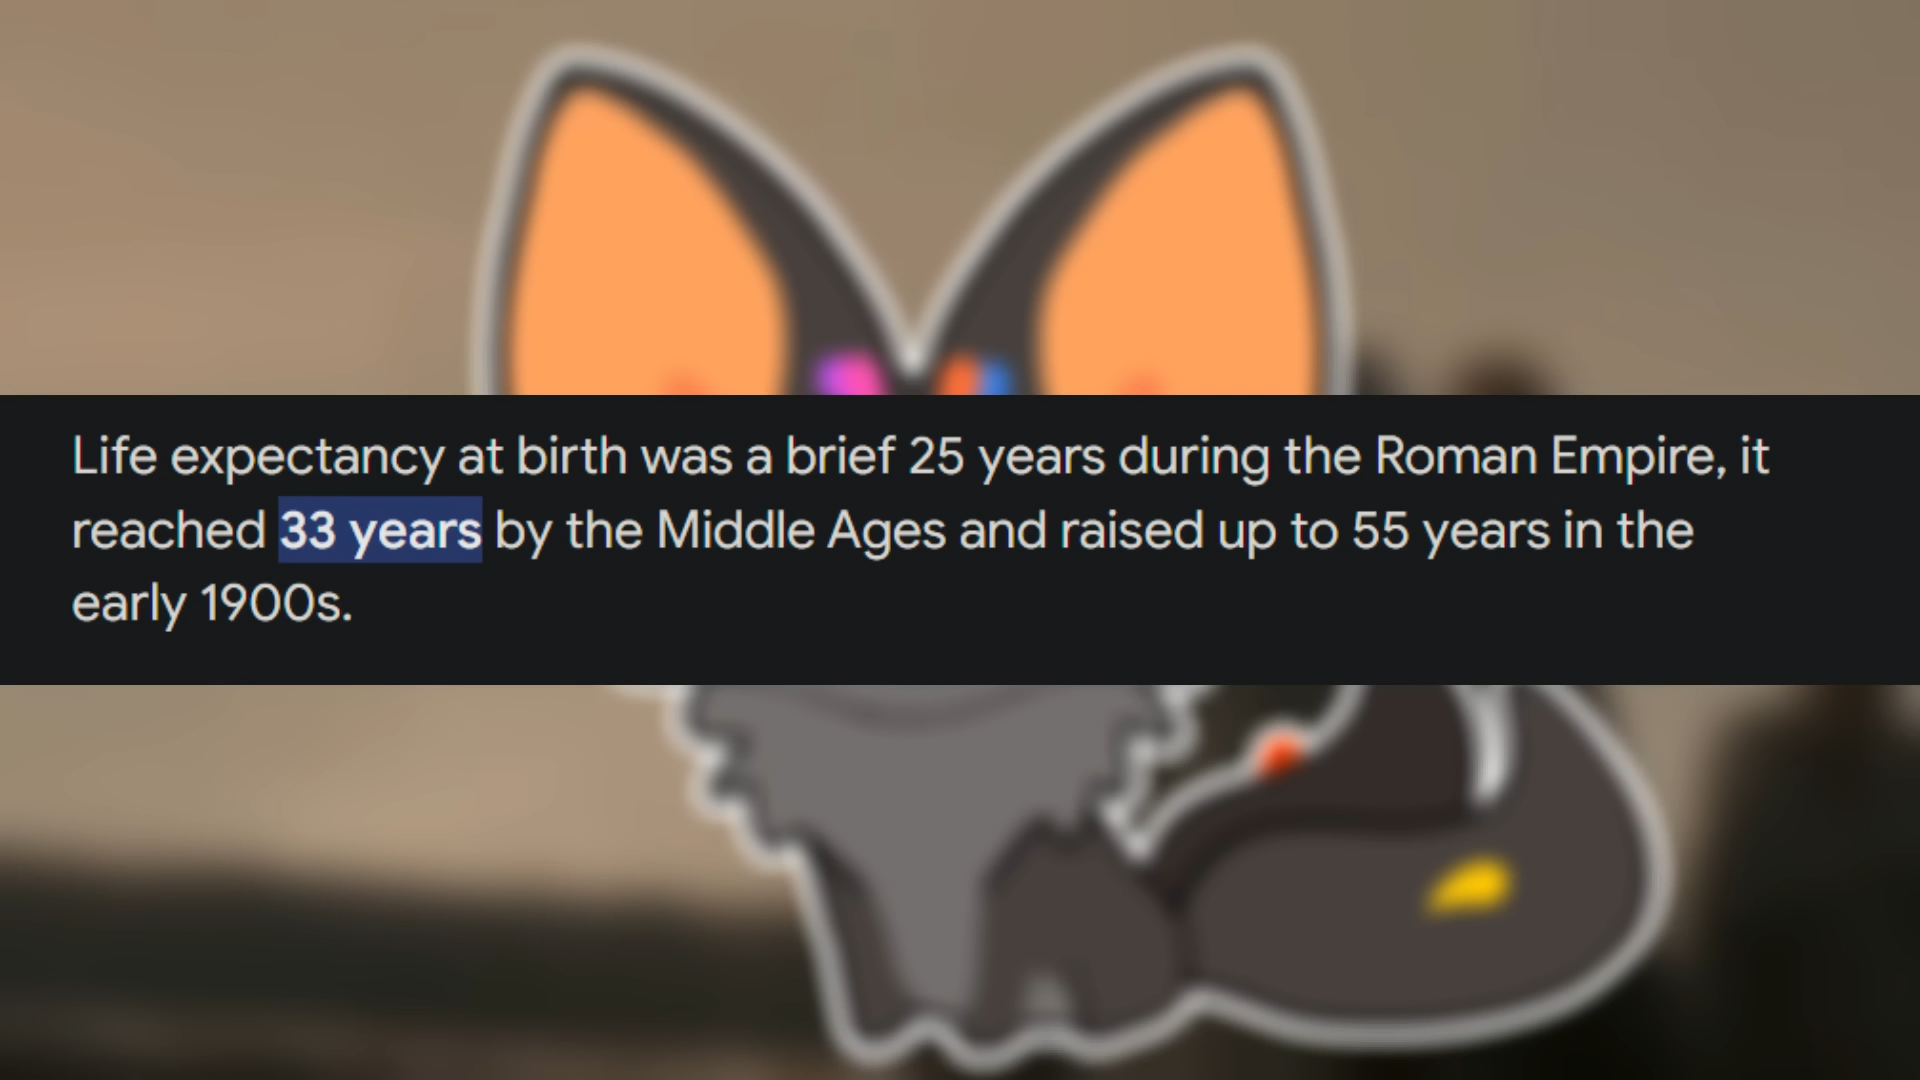 Life expectancy at birth was a brief 25 years during the Roman Empire, it
reached 33 years by the Middle Ages and raised up to 55 years in the
early 1900s.